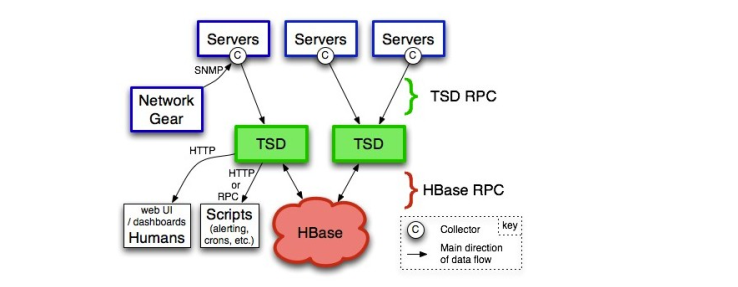 Servers
Servers
Servers
C
C
C
SNMP
Network
Gear
TSD RPC
TSD
TSD
HTTP
HTTP
or
RPC
HBase RPC
web UI
/ dashboards
Humans
Scripts
(alerting,
crons, etc.)
HBase
key
C Collector
Main direction
of data flow